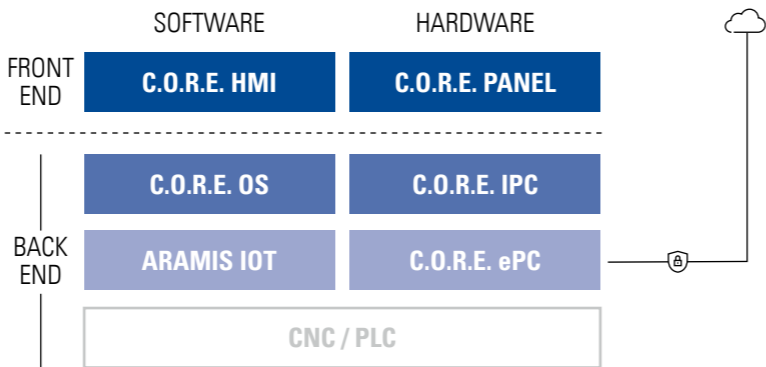 SOFTWARE HARDWARE
FRONT
END
C.O.R.E. HMI C.O.R.E. PANEL
C.O.R.E. OS C.O.R.E. IPC
BACK
END
ARAMIS IOT C.O.R.E. ePC
CNC / PLC